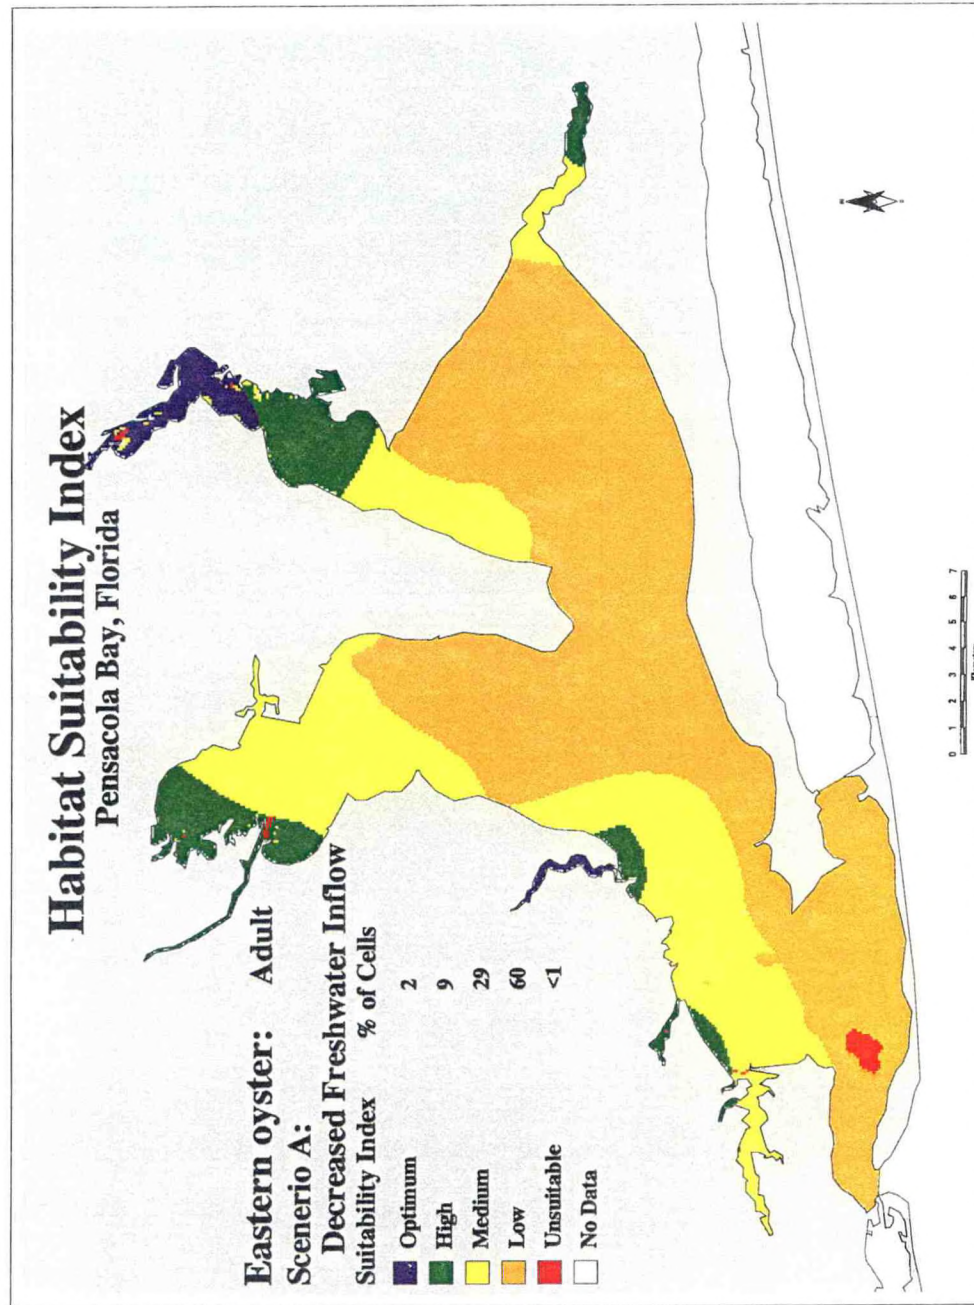 Habitat Suitability Index
Pensacola Bay, Florida
Eastern oyster: Adult
Scenerio A:
Decreased Freshwater Inflow
Suitability Index % of Cells
Optimum 2
High 9
Medium 29
Low 60
Unsuitable <1
No Data
0 1 2 3 4 5 6 7